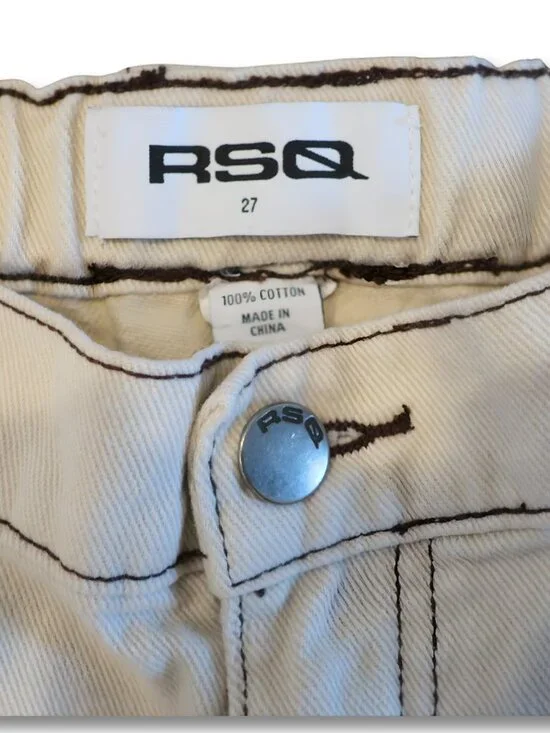 RSQ
27
100% COTTON
MADE IN
CHINA
RSQ